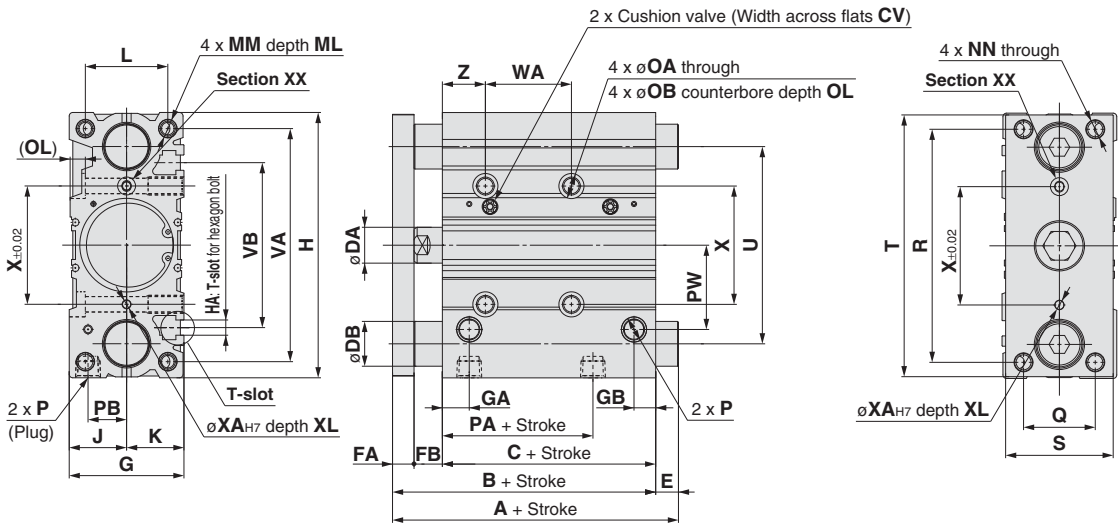 2 x Cushion valve (Width across flats CV)
L
4 x MM depth ML
Section XX
Z
WA
4 x øOA through
4 x øOB counterbore depth OL
4 x NN through
Section XX
(OL)
X±0.02
HA: T-slot for hexagon bolt
VB
VA
H
øDA
øDB
PW
X
U
T
R
X±0.02
2 x P
(Plug)
PB
J
K
G
T-slot
øXAH7 depth XL
GA
GB
2 x P
PA + Stroke
FA
FB
C + Stroke
B + Stroke
E
A + Stroke
øXAH7 depth XL
Q
S